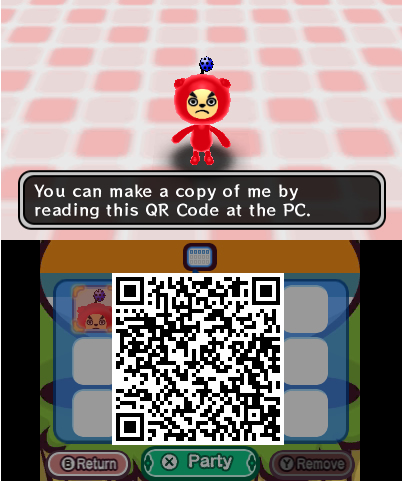 You can make a copy of me by
reading this QR Code at the PC.
B Return
X Party
Y Remove